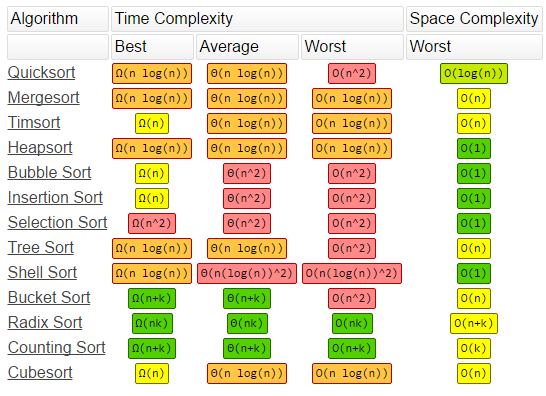 Algorithm Time Complexity Space Complexity
Best Average Worst Worst
Quicksort Ω(n log(n)) Θ(n log(n)) O(n^2) O(log(n))
Mergesort Ω(n log(n)) Θ(n log(n)) O(n log(n)) O(n)
Timsort Ω(n) Θ(n log(n)) O(n log(n)) O(n)
Heapsort Ω(n log(n)) Θ(n log(n)) O(n log(n)) O(1)
Bubble Sort Ω(n) Θ(n^2) O(n^2) O(1)
Insertion Sort Ω(n) Θ(n^2) O(n^2) O(1)
Selection Sort Ω(n^2) Θ(n^2) O(n^2) O(1)
Tree Sort Ω(n log(n)) Θ(n log(n)) O(n^2) O(n)
Shell Sort Ω(n log(n)) Θ(n(log(n))^2) O(n(log(n))^2) O(1)
Bucket Sort Ω(n+k) Θ(n+k) O(n^2) O(n)
Radix Sort Ω(nk) Θ(nk) O(nk) O(n+k)
Counting Sort Ω(n+k) Θ(n+k) O(n+k) O(k)
Cubesort Ω(n) Θ(n log(n)) O(n log(n)) O(n)